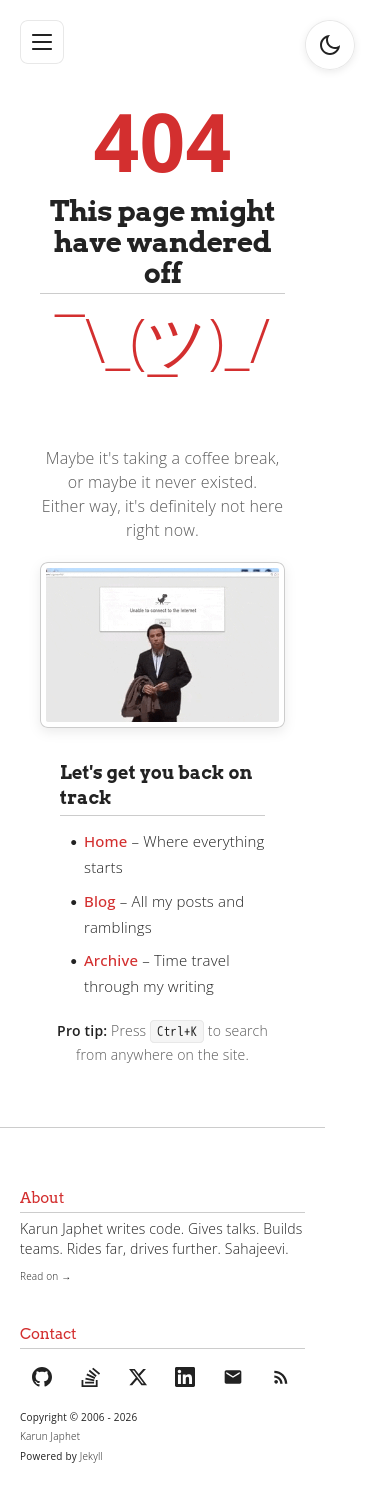 404
This page might
have wandered
off
¯\_(ツ)_/¯
Maybe it's taking a coffee break,
or maybe it never existed.
Either way, it's definitely not here
right now.
Unable to connect to the Internet
Let's get you back on
track
• Home – Where everything
starts
• Blog – All my posts and
ramblings
• Archive – Time travel
through my writing
Pro tip: Press Ctrl+K to search
from anywhere on the site.
About
Karun Japhet writes code. Gives talks. Builds
teams. Rides far, drives further. Sahajeevi.
Read on →
Contact
Copyright © 2006 - 2026
Karun Japhet
Powered by Jekyll